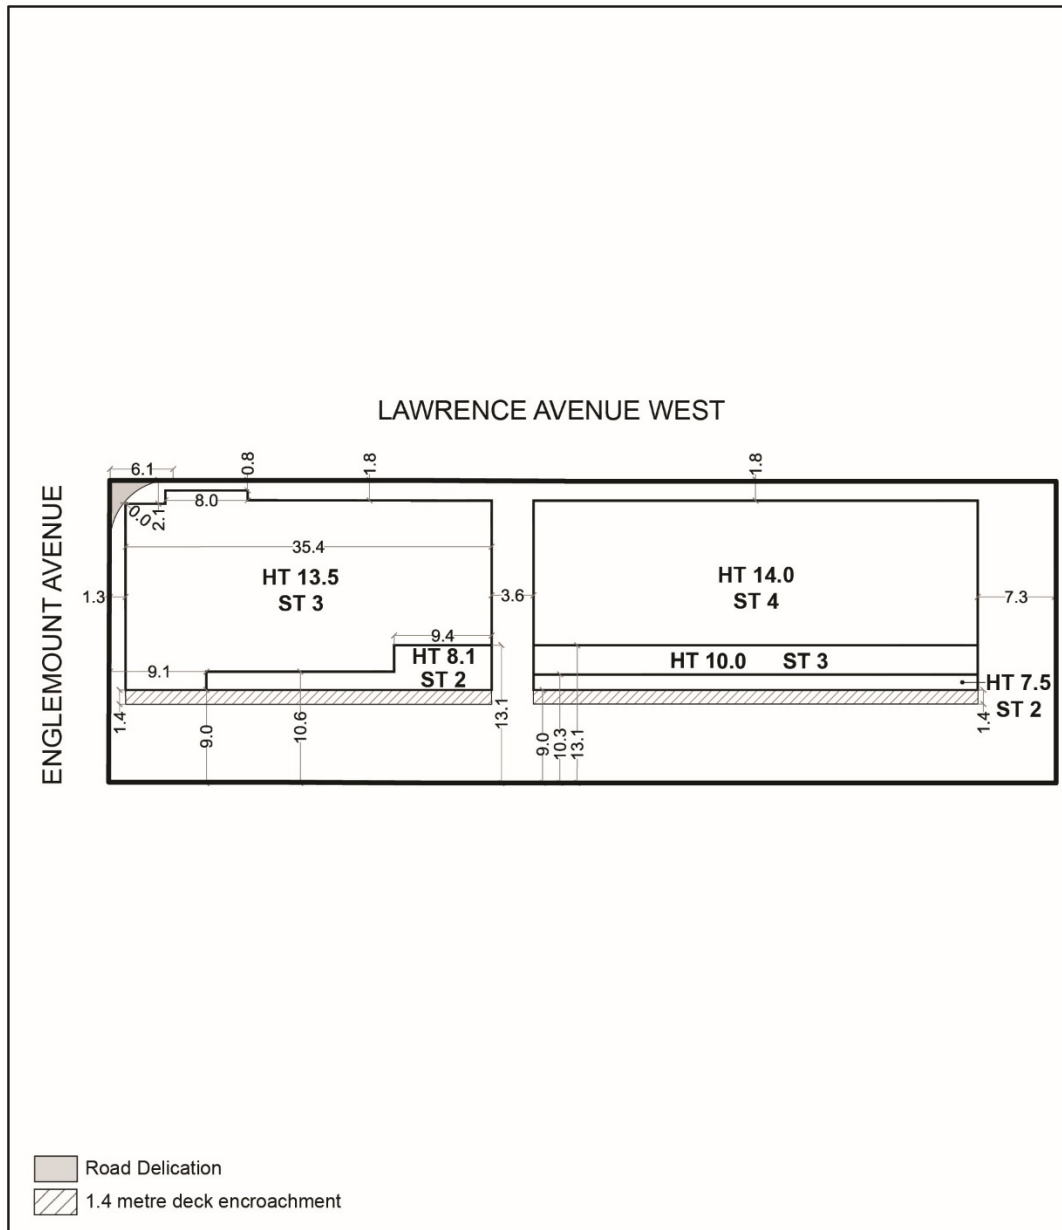 LAWRENCE AVENUE WEST
ENGLEMOUNT AVENUE
6.1
0.8
1.8
1.8
8.0
0.0
2.1
35.4
HT 13.5
ST 3
HT 14.0
ST 4
1.3
3.6
7.3
9.4
9.1
HT 8.1
ST 2
HT 10.0 ST 3
HT 7.5
ST 2
1.4
9.0
10.6
13.1
9.0
10.3
13.1
1.4
Road Delication
1.4 metre deck encroachment